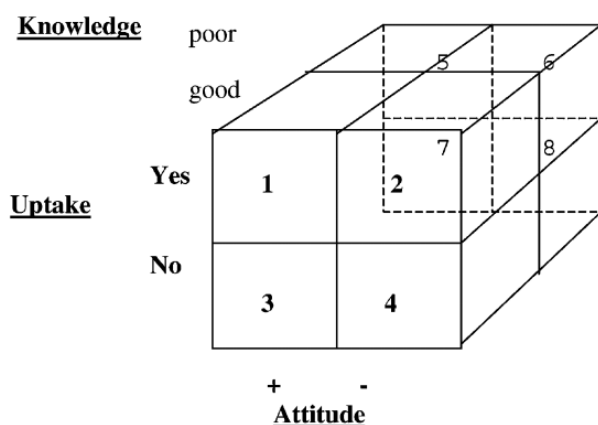 Knowledge
poor
good
5 6
7 8
Yes
1 2
Uptake
No
3 4
+ -
Attitude